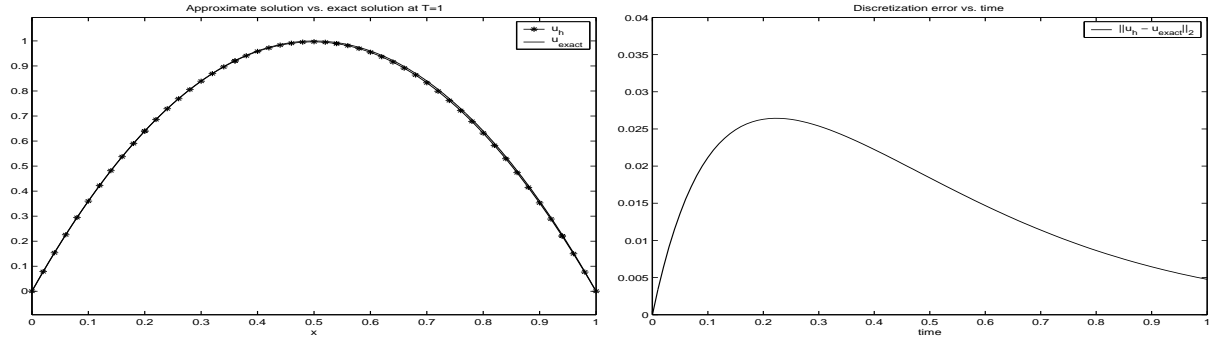 Approximate solution vs. exact solution at T=1
u_h
u_exact
1
0.9
0.8
0.7
0.6
0.5
0.4
0.3
0.2
0.1
0
0 0.1 0.2 0.3 0.4 0.5 0.6 0.7 0.8 0.9 1
x
Discretization error vs. time
||u_h − u_exact||_2
0.04
0.035
0.03
0.025
0.02
0.015
0.01
0.005
0
0 0.1 0.2 0.3 0.4 0.5 0.6 0.7 0.8 0.9 1
time